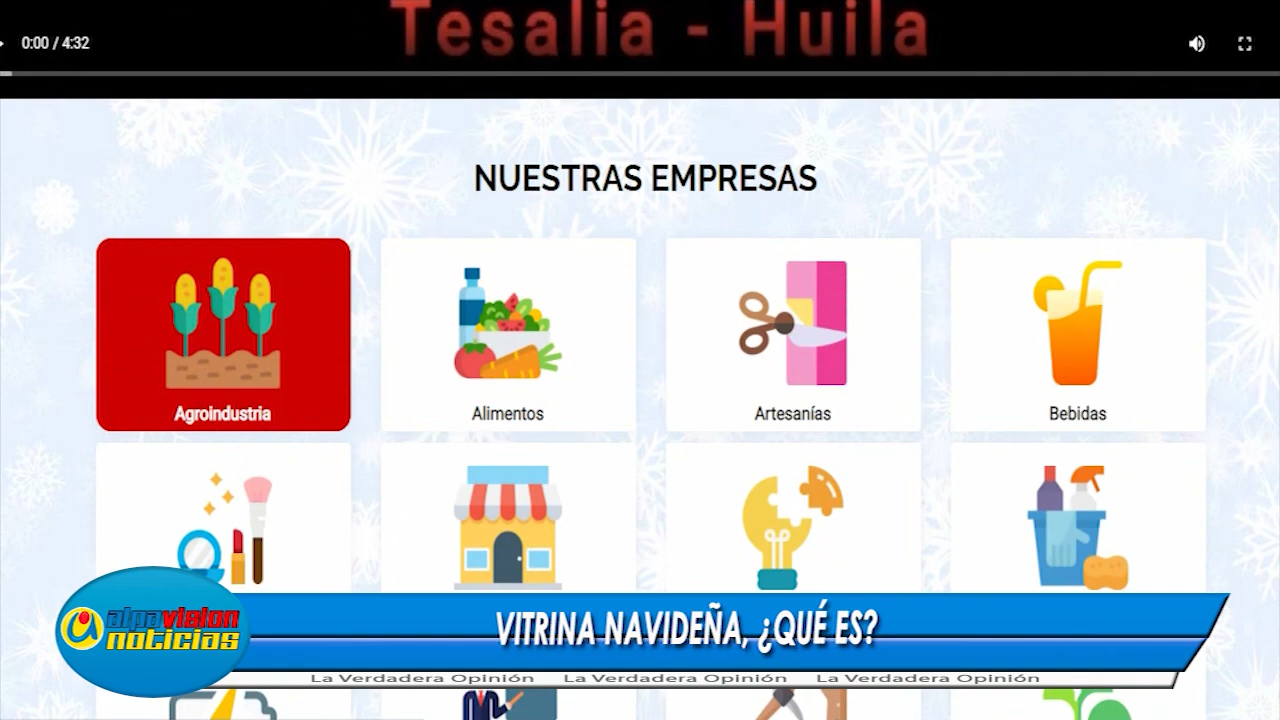 Tesalia - Huila
0:00 / 4:32
NUESTRAS EMPRESAS
Agroindustria
Alimentos
Artesanías
Bebidas
alpavision
noticias
VITRINA NAVIDEÑA, ¿QUÉ ES?
La Verdadera Opinión La Verdadera Opinión La Verdadera Opinión